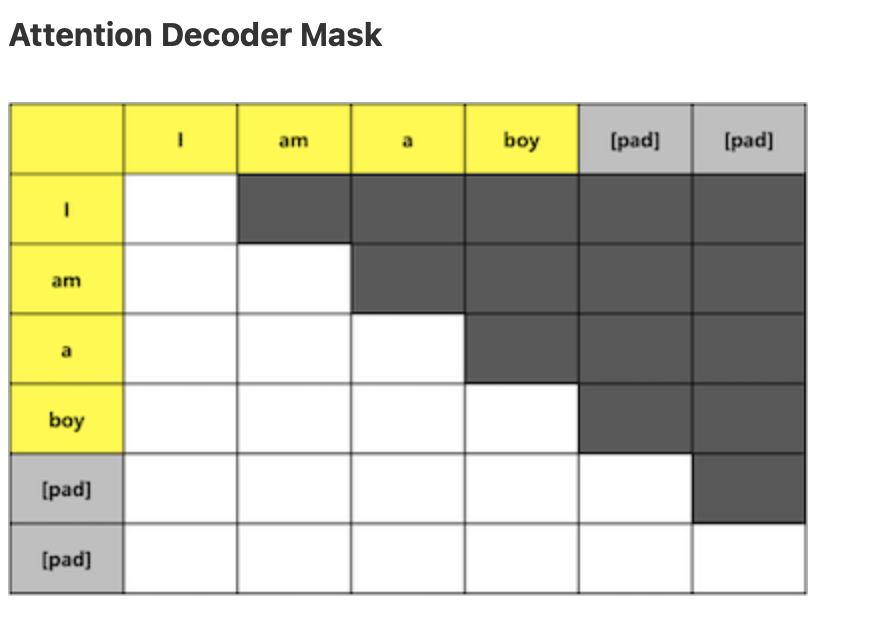 Attention Decoder Mask
I am a boy [pad] [pad]
I
am
a
boy
[pad]
[pad]